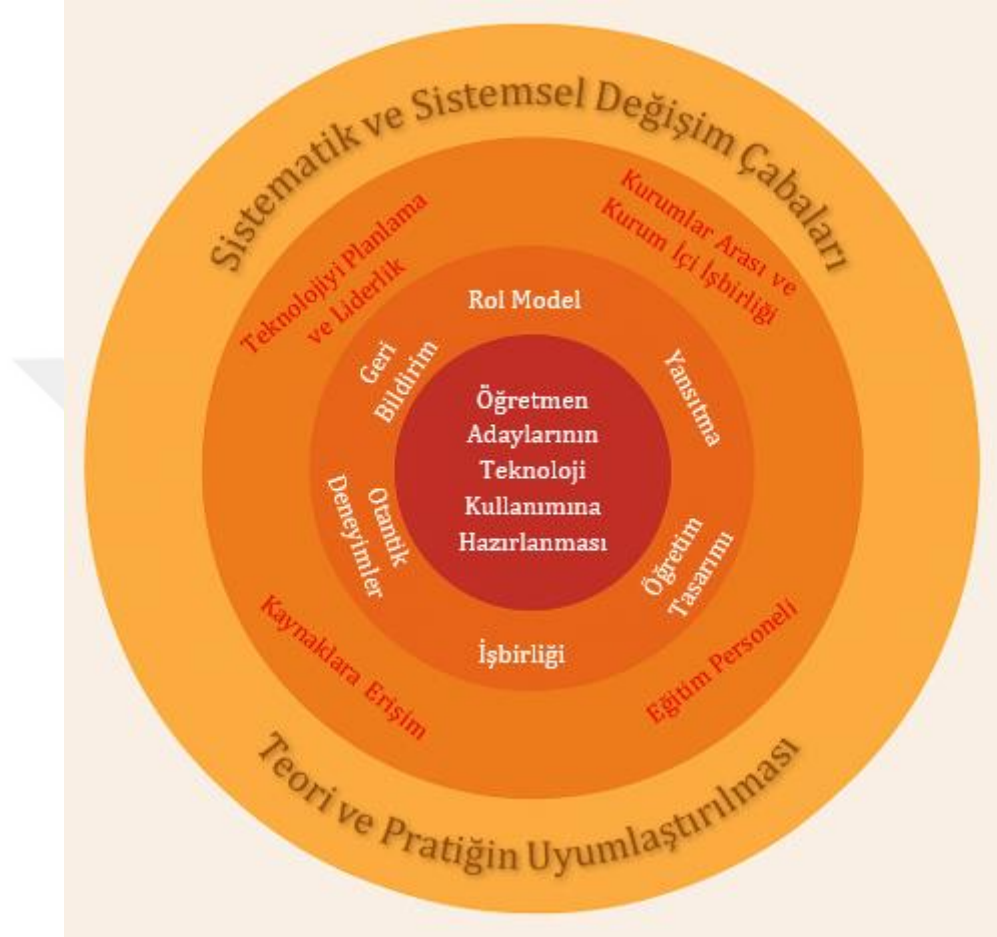 Sistematik ve Sistemsel Değişim Çabaları
Teknolojiyi Planlama
ve Liderlik
Kurumlar Arası ve
Kurum İçi İşbirliği
Rol Model
Geri
Bildirim
Yansıtma
Öğretmen
Adaylarının
Teknoloji
Kullanımına
Hazırlanması
Otantik
Deneyimler
Öğretim
Tasarımı
İşbirliği
Kaynaklara Erişim
Eğitim Personeli
Teori ve Pratiğin Uyumlaştırılması